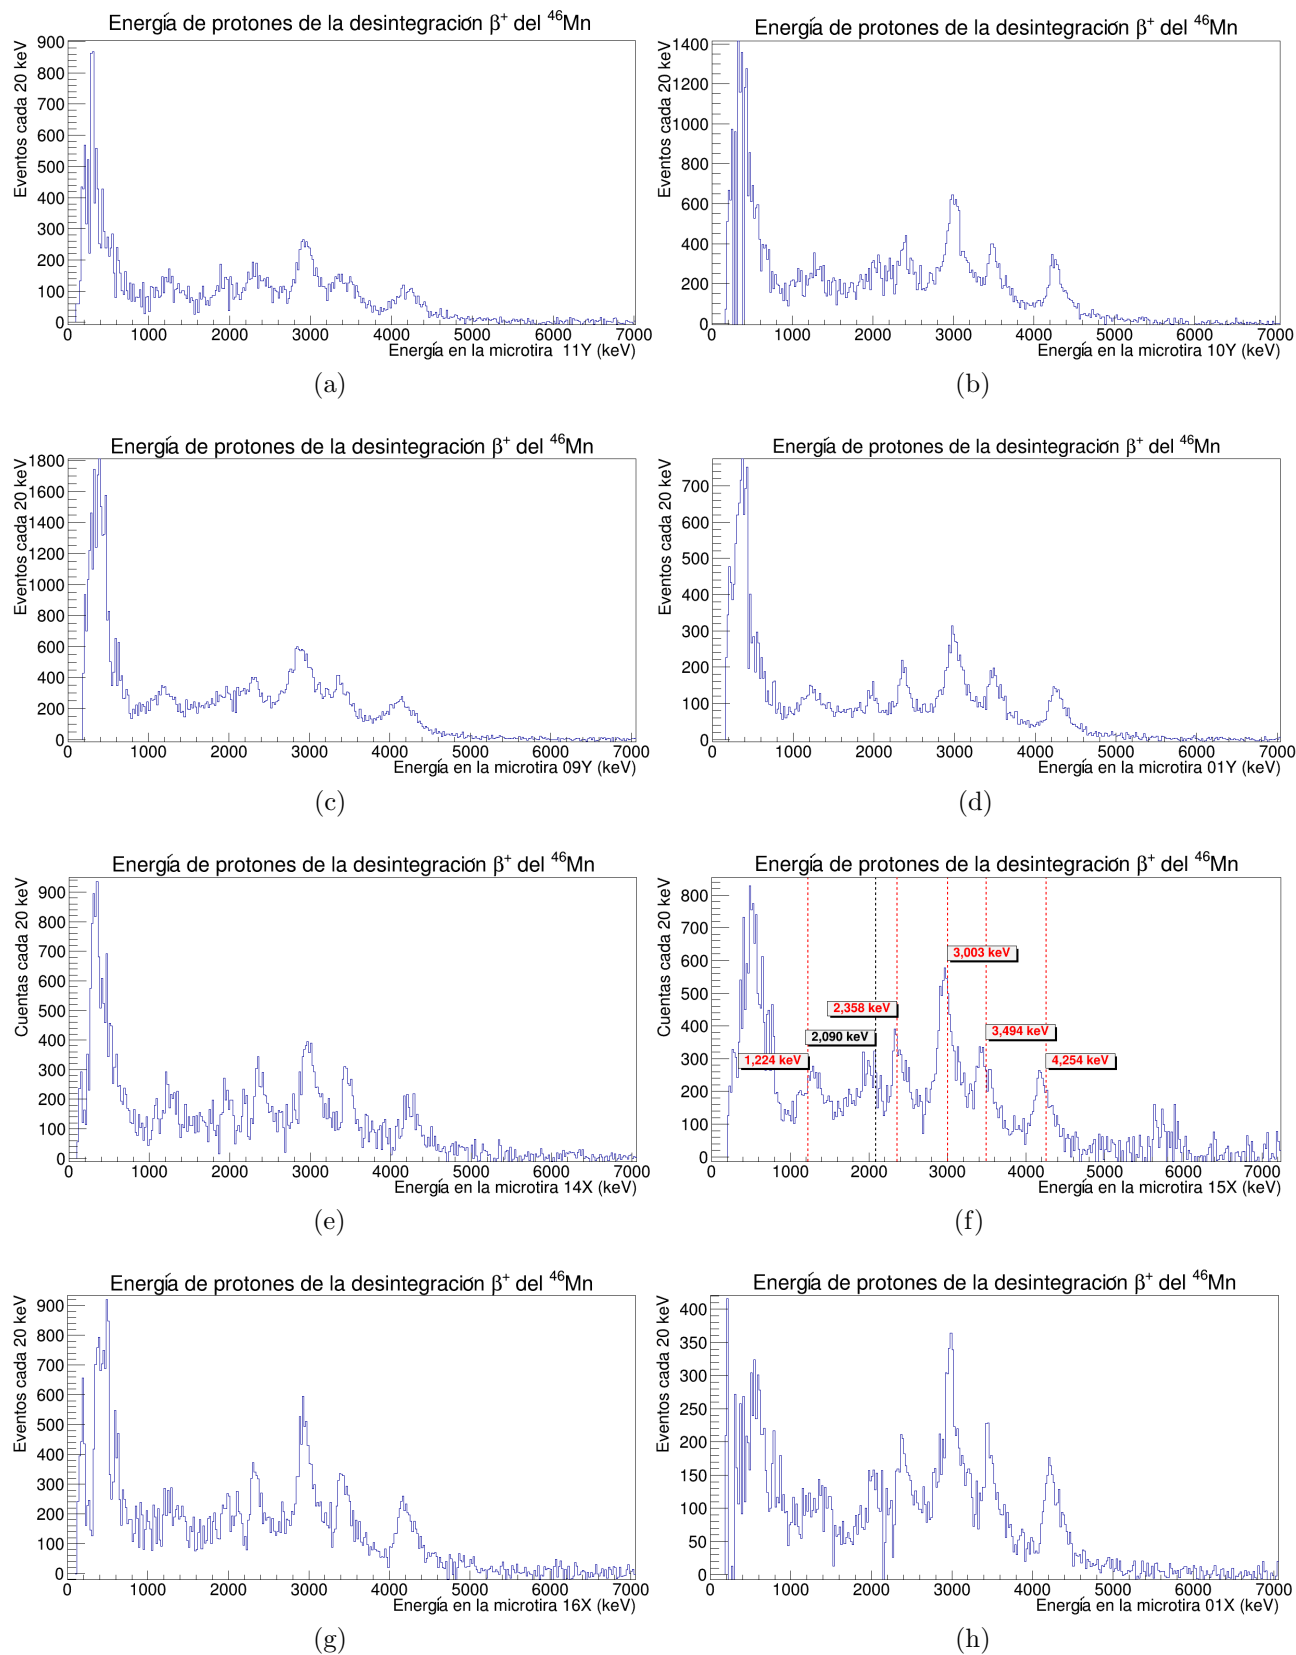 Energía de protones de la desintegración β⁺ del ⁴⁶Mn
Eventos cada 20 keV
900
800
700
600
500
400
300
200
100
0
0 1000 2000 3000 4000 5000 6000 7000
Energía en la microtira 11Y (keV)
(a)
Energía de protones de la desintegración β⁺ del ⁴⁶Mn
Eventos cada 20 keV
1400
1200
1000
800
600
400
200
0
0 1000 2000 3000 4000 5000 6000 7000
Energía en la microtira 10Y (keV)
(b)
Energía de protones de la desintegración β⁺ del ⁴⁶Mn
Eventos cada 20 keV
1800
1600
1400
1200
1000
800
600
400
200
0
0 1000 2000 3000 4000 5000 6000 7000
Energía en la microtira 09Y (keV)
(c)
Energía de protones de la desintegración β⁺ del ⁴⁶Mn
Eventos cada 20 keV
700
600
500
400
300
200
100
0
0 1000 2000 3000 4000 5000 6000 7000
Energía en la microtira 01Y (keV)
(d)
Energía de protones de la desintegración β⁺ del ⁴⁶Mn
Cuentas cada 20 keV
900
800
700
600
500
400
300
200
100
0
0 1000 2000 3000 4000 5000 6000 7000
Energía en la microtira 14X (keV)
(e)
Energía de protones de la desintegración β⁺ del ⁴⁶Mn
Cuentas cada 20 keV
800
700
600
500
400
300
200
100
0
3,003 keV
2,358 keV
2,090 keV
3,494 keV
1,224 keV
4,254 keV
0 1000 2000 3000 4000 5000 6000 7000
Energía en la microtira 15X (keV)
(f)
Energía de protones de la desintegración β⁺ del ⁴⁶Mn
Eventos cada 20 keV
900
800
700
600
500
400
300
200
100
0
0 1000 2000 3000 4000 5000 6000 7000
Energía en la microtira 16X (keV)
(g)
Energía de protones de la desintegración β⁺ del ⁴⁶Mn
Eventos cada 20 keV
400
350
300
250
200
150
100
50
0
0 1000 2000 3000 4000 5000 6000 7000
Energía en la microtira 01X (keV)
(h)